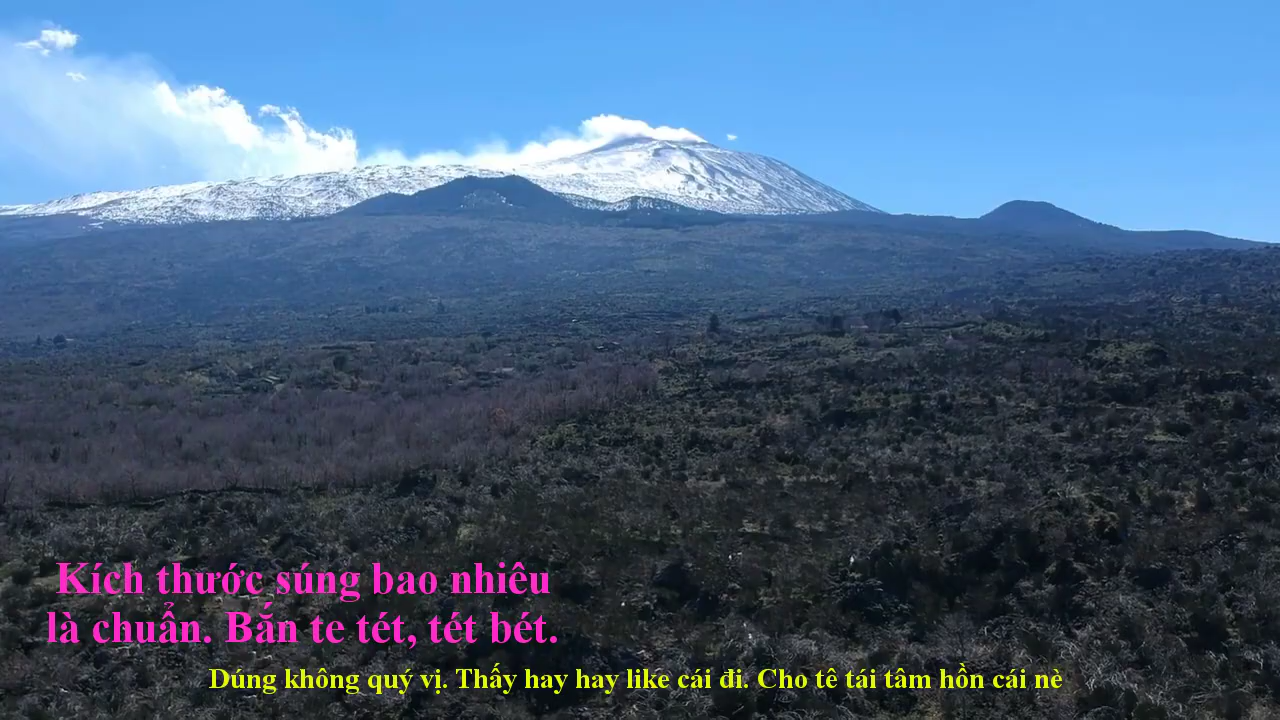 Kích thước súng bao nhiêu
là chuẩn. Bắn te tét, tét bét.
Dúng không quý vị. Thấy hay hay like cái đi. Cho tê tái tâm hồn cái nè